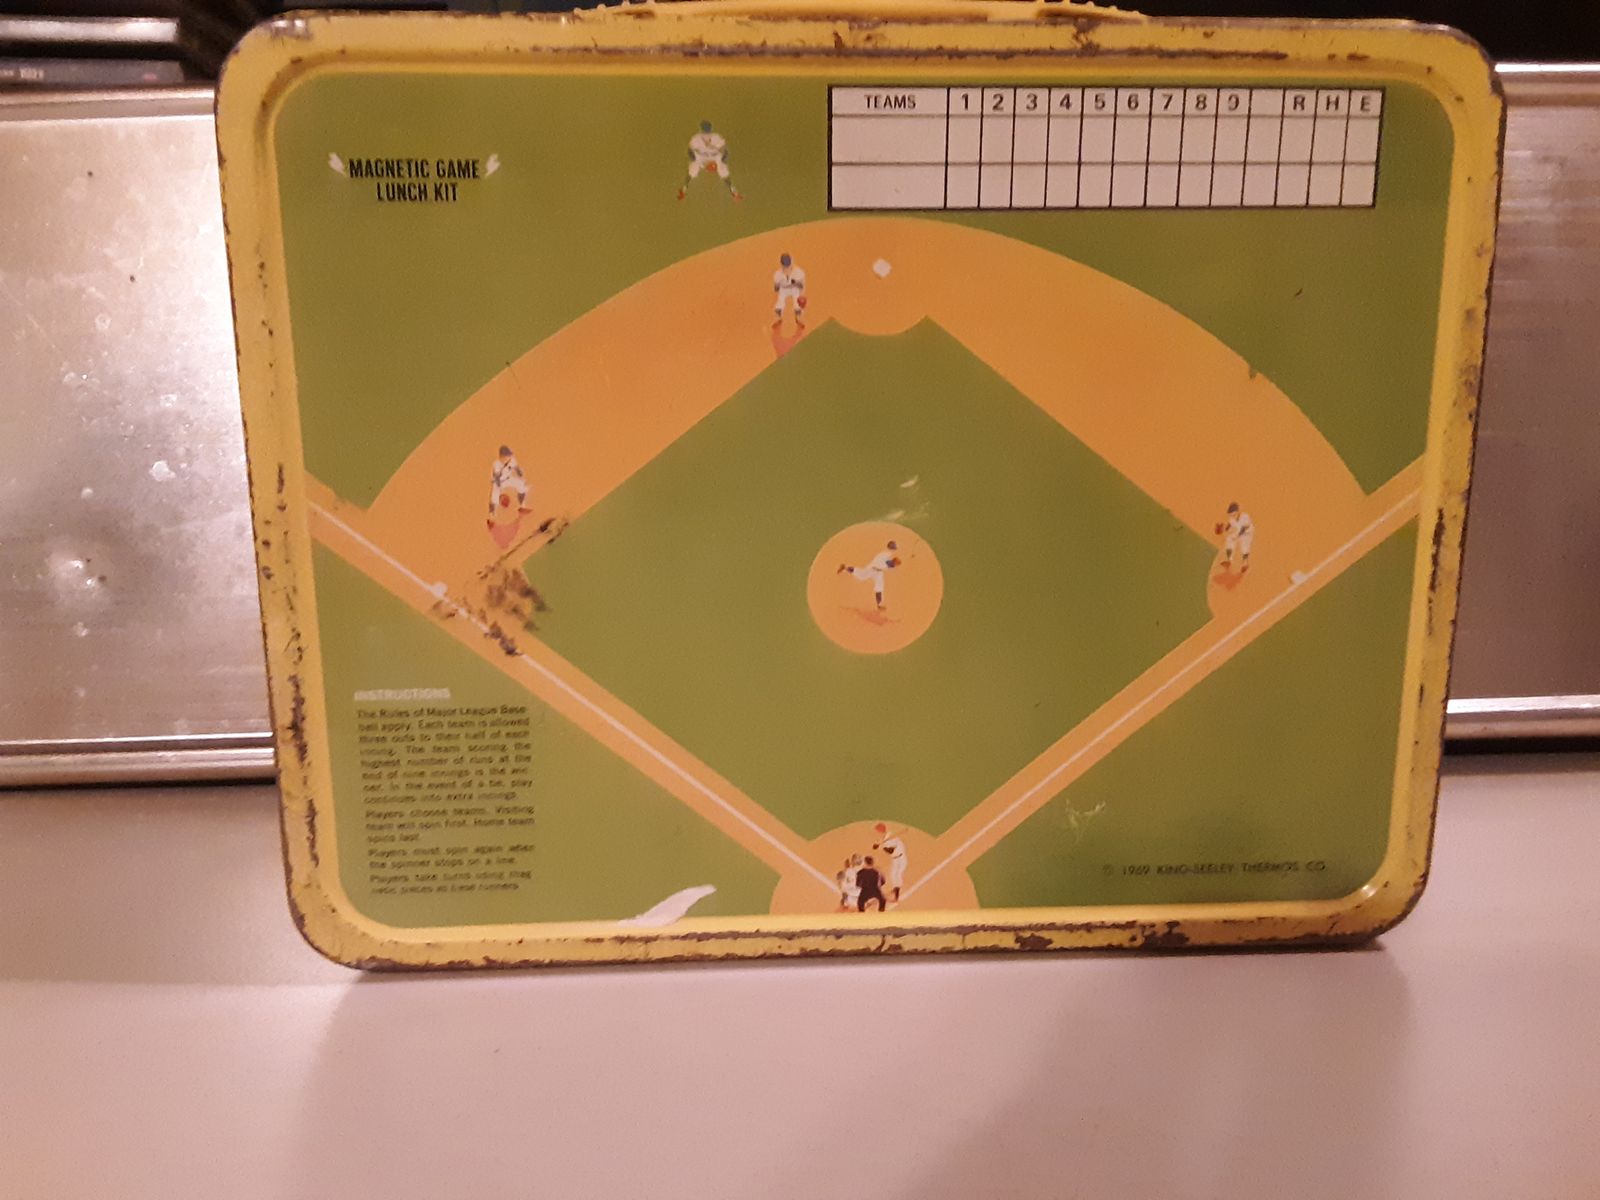 MAGNETIC GAME
LUNCH KIT
TEAMS 1 2 3 4 5 6 7 8 9 R H E
INSTRUCTIONS
The Rules of Major League Base-
ball apply. Each team is allowed
three outs to their half of each
inning. The team scoring the
highest number of runs at the
end of nine innings is the win-
ner. In the event of a tie, play
continues into extra innings.
Players choose teams. Visiting
team will spin first. Home team
spins last.
Players must spin again when
the spinner stops on a line.
Players take turns using mag-
netic pieces as base runners.
© 1969 KING-SEELEY THERMOS CO.